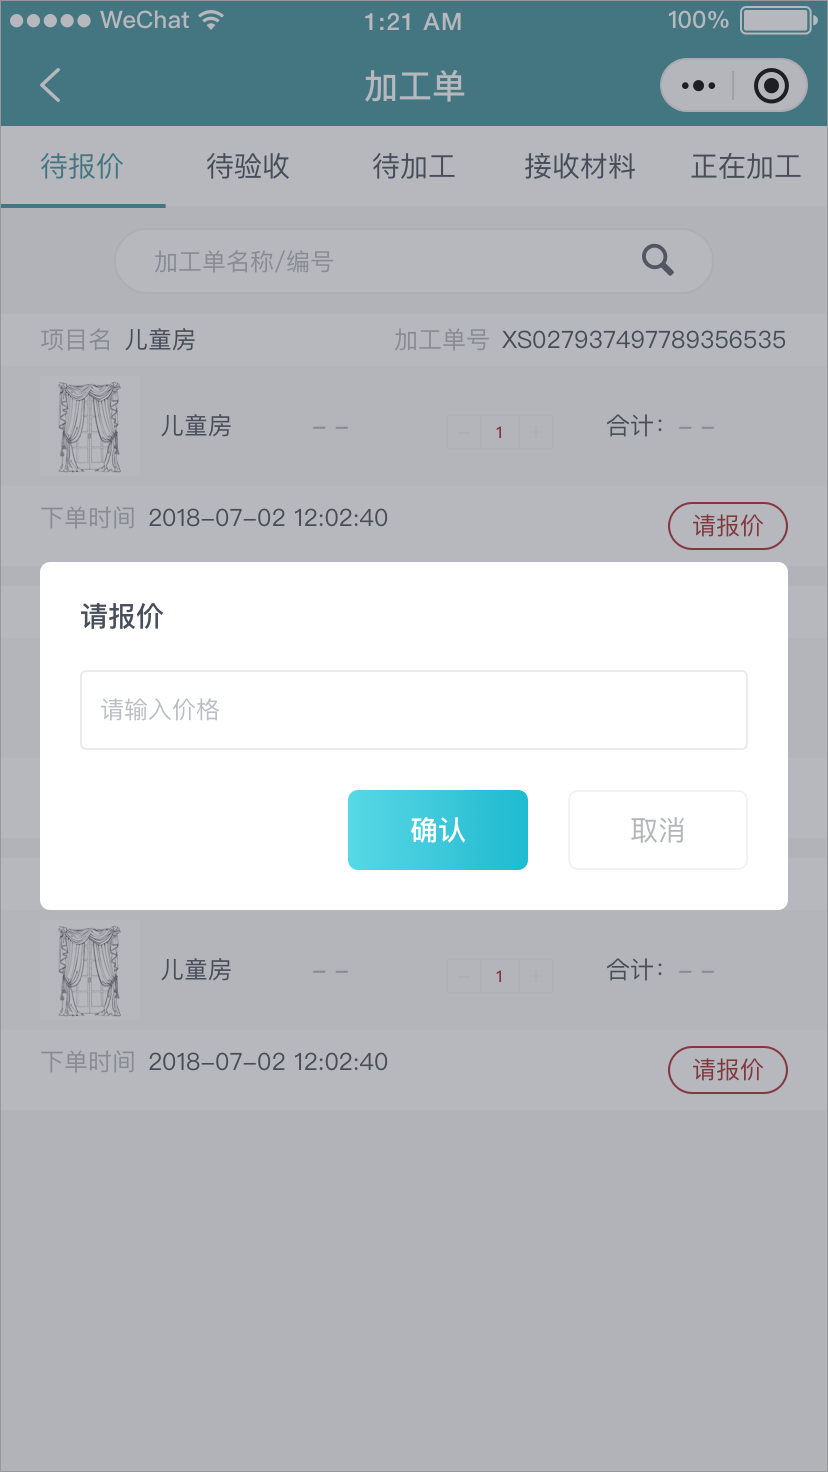 WeChat 1:21 AM 100%
加工单
待报价 待验收 待加工 接收材料 正在加工
加工单名称/编号
项目名 儿童房 加工单号 XS027937497789356535
儿童房 – – 1 合计: – –
下单时间 2018-07-02 12:02:40 请报价
请报价
请输入价格
确认 取消
儿童房 – – 1 合计: – –
下单时间 2018-07-02 12:02:40 请报价